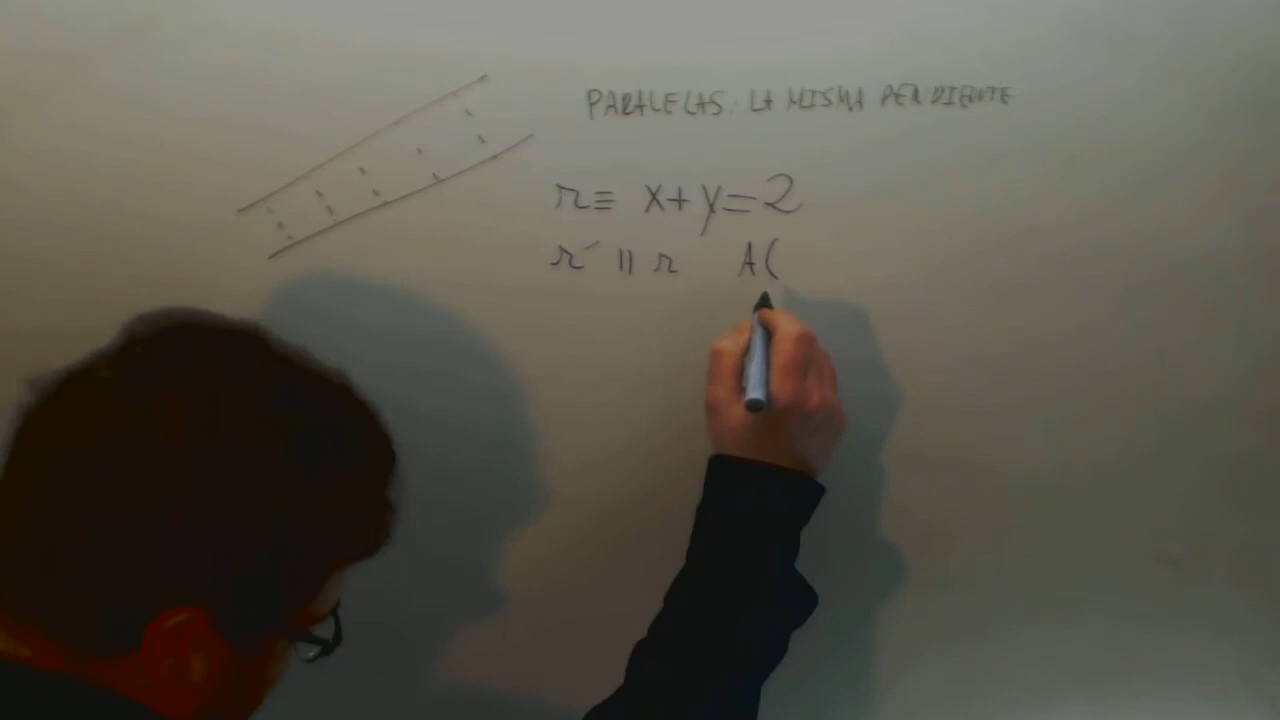 PARALELAS: LA MISMA PENDIENTE
r ≡ x+y=2
r´ || r A(